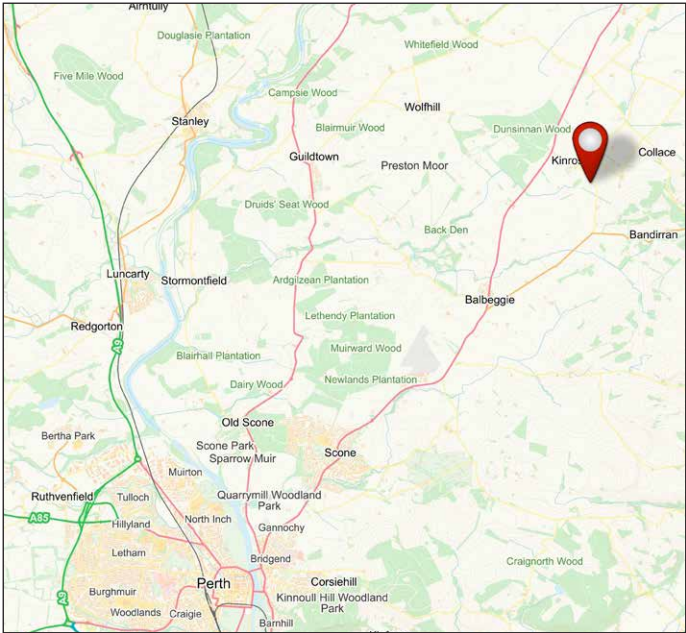 Airntully
Douglasie Plantation
Whitefield Wood
Five Mile Wood
Campsie Wood
Wolfhill
Stanley
Blairmuir Wood
Dunsinnan Wood
Guildtown
Preston Moor
Collace
Druids' Seat Wood
Back Den
Bandirran
Luncarty
Stormontfield
Ardgilzean Plantation
Balbeggie
Lethendy Plantation
Redgorton
A9
Blairhall Plantation
Muirward Wood
Dairy Wood
Newlands Plantation
Old Scone
Bertha Park
Scone Park
Sparrow Muir
Scone
Muirton
Ruthvenfield
Tulloch
Quarrymill Woodland
Park
A85
Hillyland
North Inch
Gannochy
Letham
Bridgend
Craignorth Wood
Perth
Corsiehill
Burghmuir
Kinnoull Hill Woodland
Park
A9
Woodlands
Craigie
Barnhill